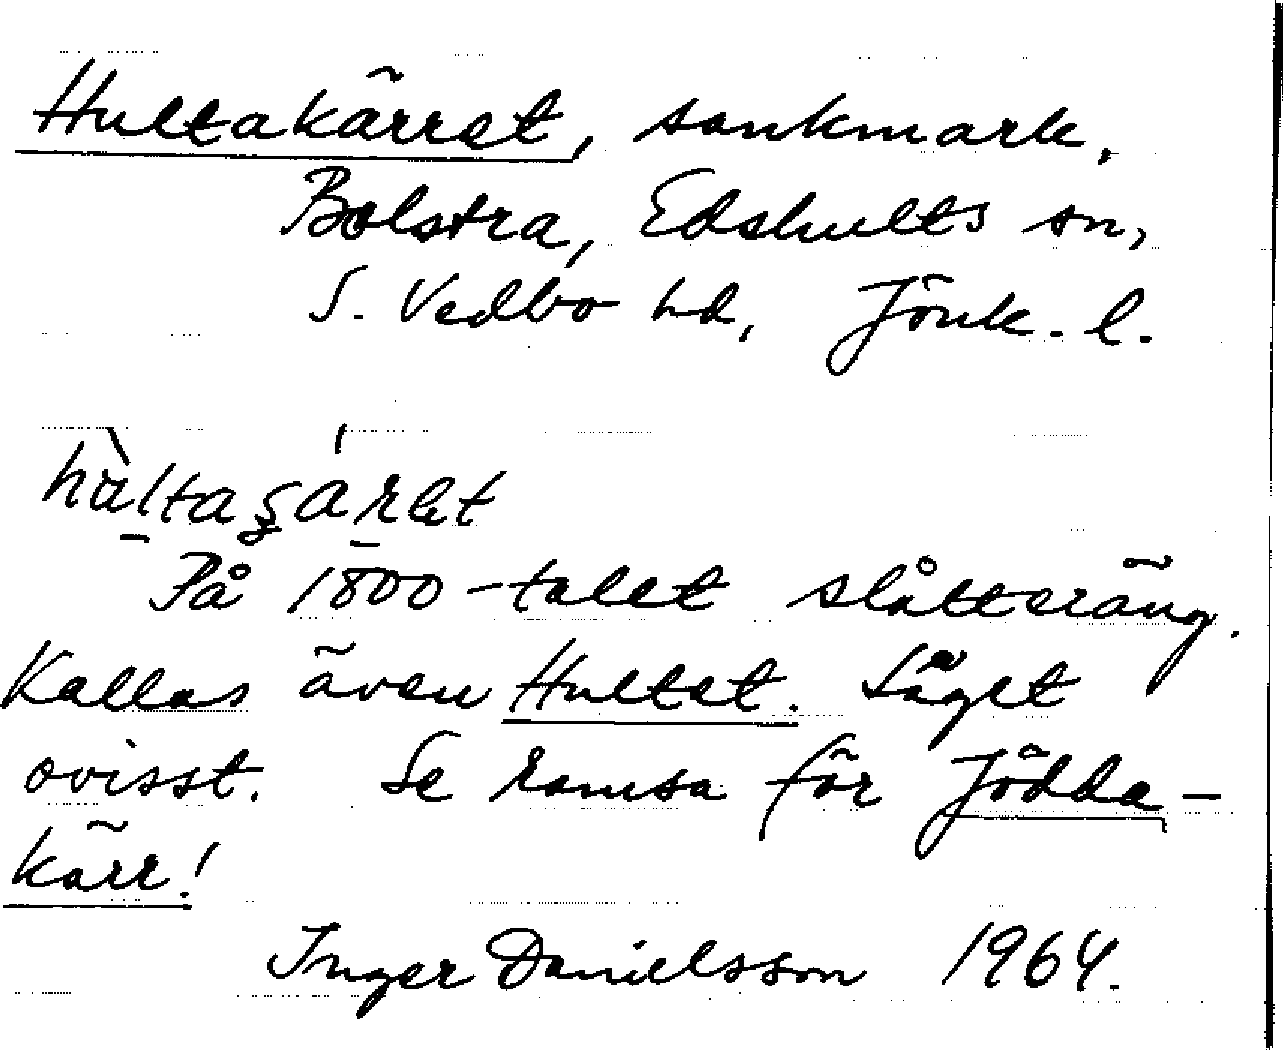 Hultakärret, sankmark,
Bolstra, Edshults sn,
S. Vedbo hd, Jönk. l.
På 1800-talet slåtteräng.
Kallas även Hultet. Läget
ovisst. Se ramsa för Jödda-
kärr!
Inger Danielsson 1964.